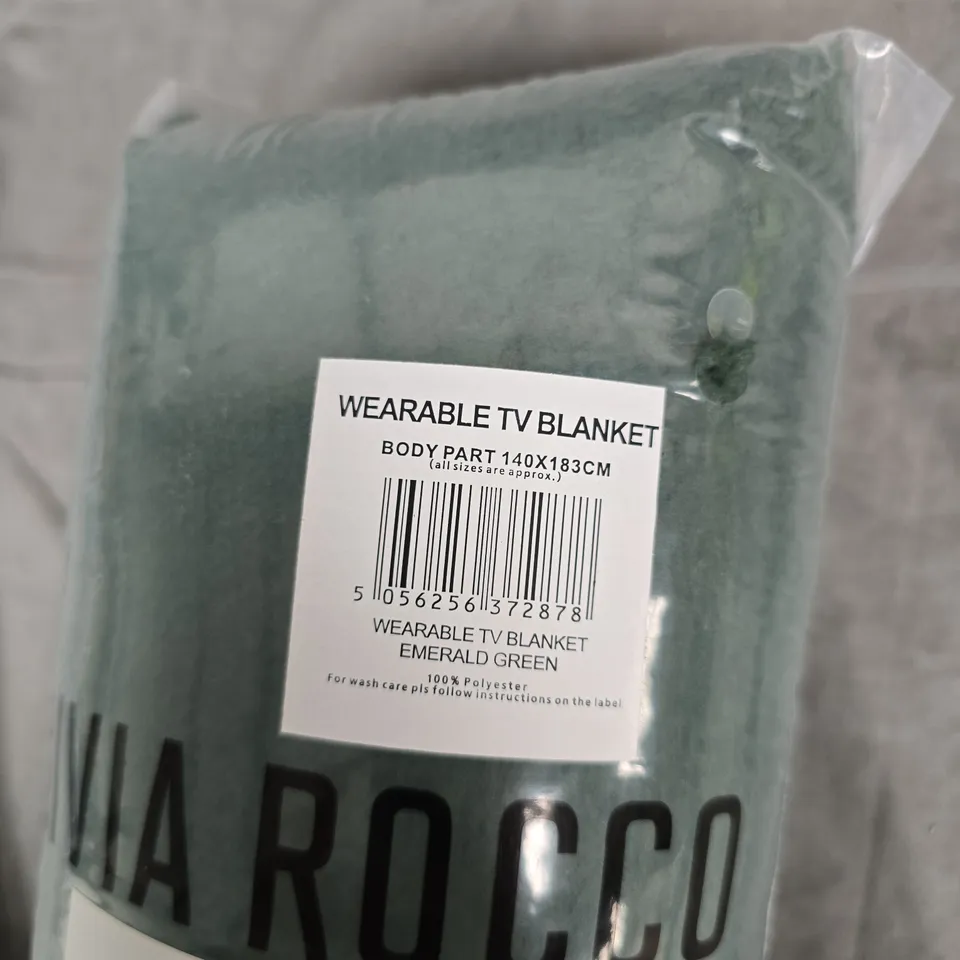 WEARABLE TV BLANKET
BODY PART 140X183CM
(all sizes are approx.)
5 056256 372878
WEARABLE TV BLANKET
EMERALD GREEN
100% Polyester
For wash care pls follow instructions on the label
VIA ROCCO